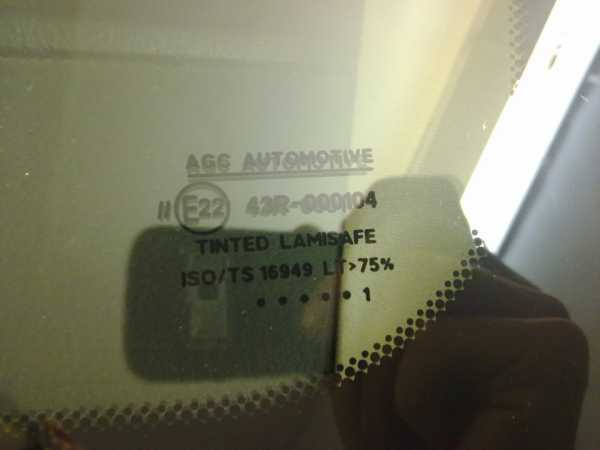 AGC AUTOMOTIVE
II E22 43R-000104
TINTED LAMISAFE
ISO/TS 16949 LT>75%
• • • • • 1